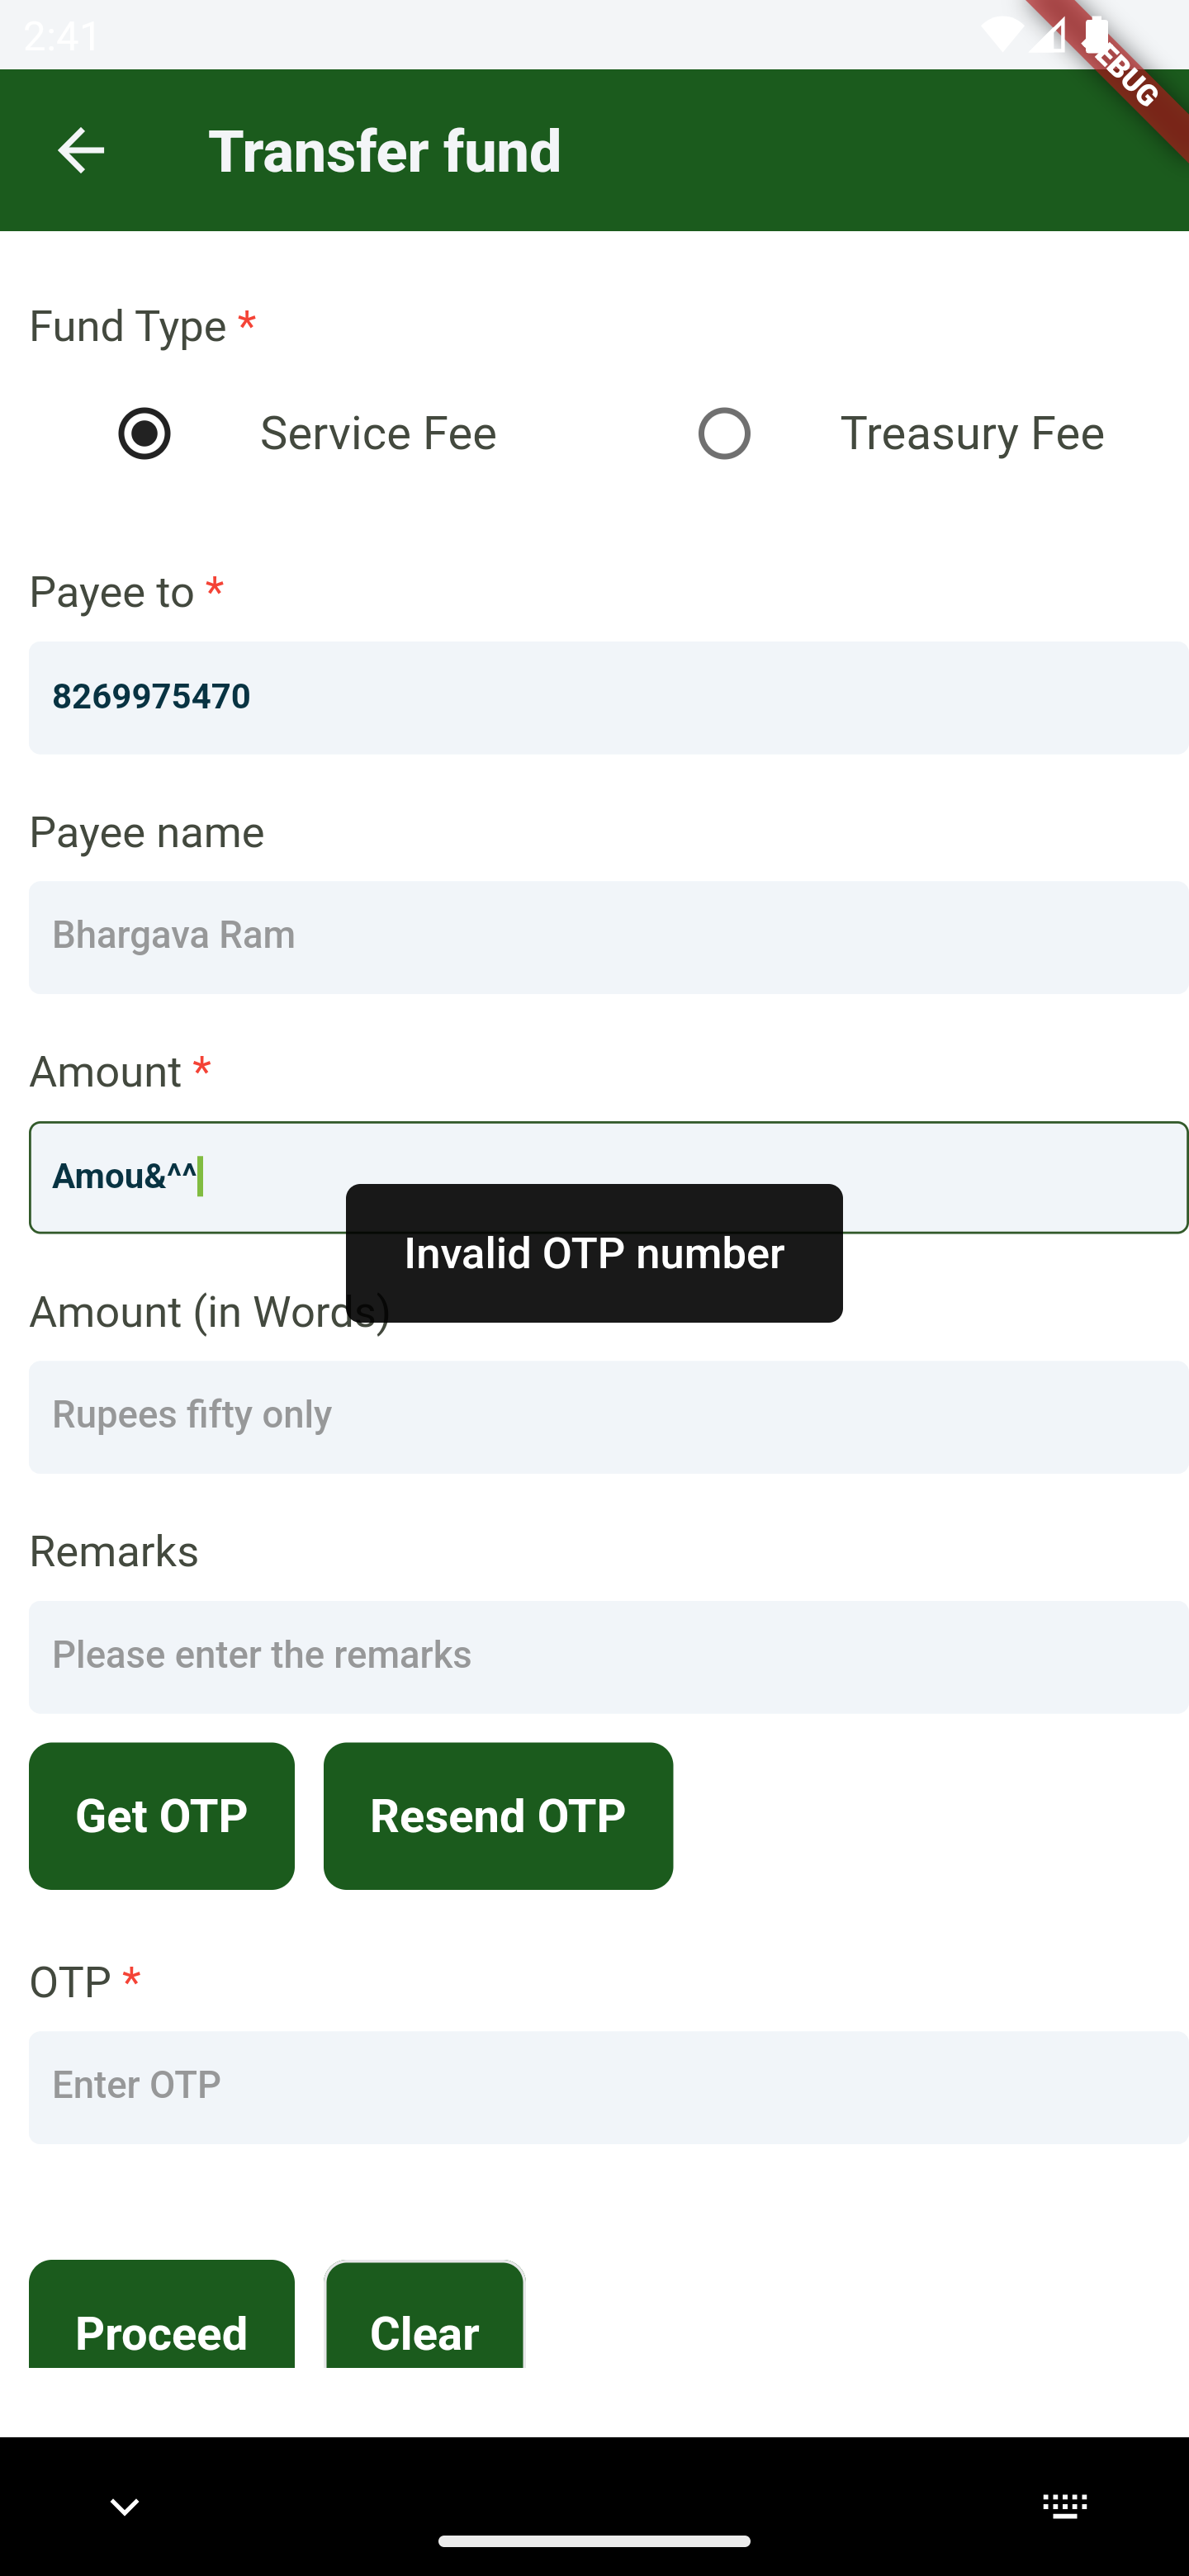 2:41
DEBUG
Transfer fund
Fund Type *
Service Fee Treasury Fee
Payee to *
8269975470
Payee name
Bhargava Ram
Amount *
Amou&^^
Invalid OTP number
Amount (in Words)
Rupees fifty only
Remarks
Please enter the remarks
Get OTP Resend OTP
OTP *
Enter OTP
Proceed Clear